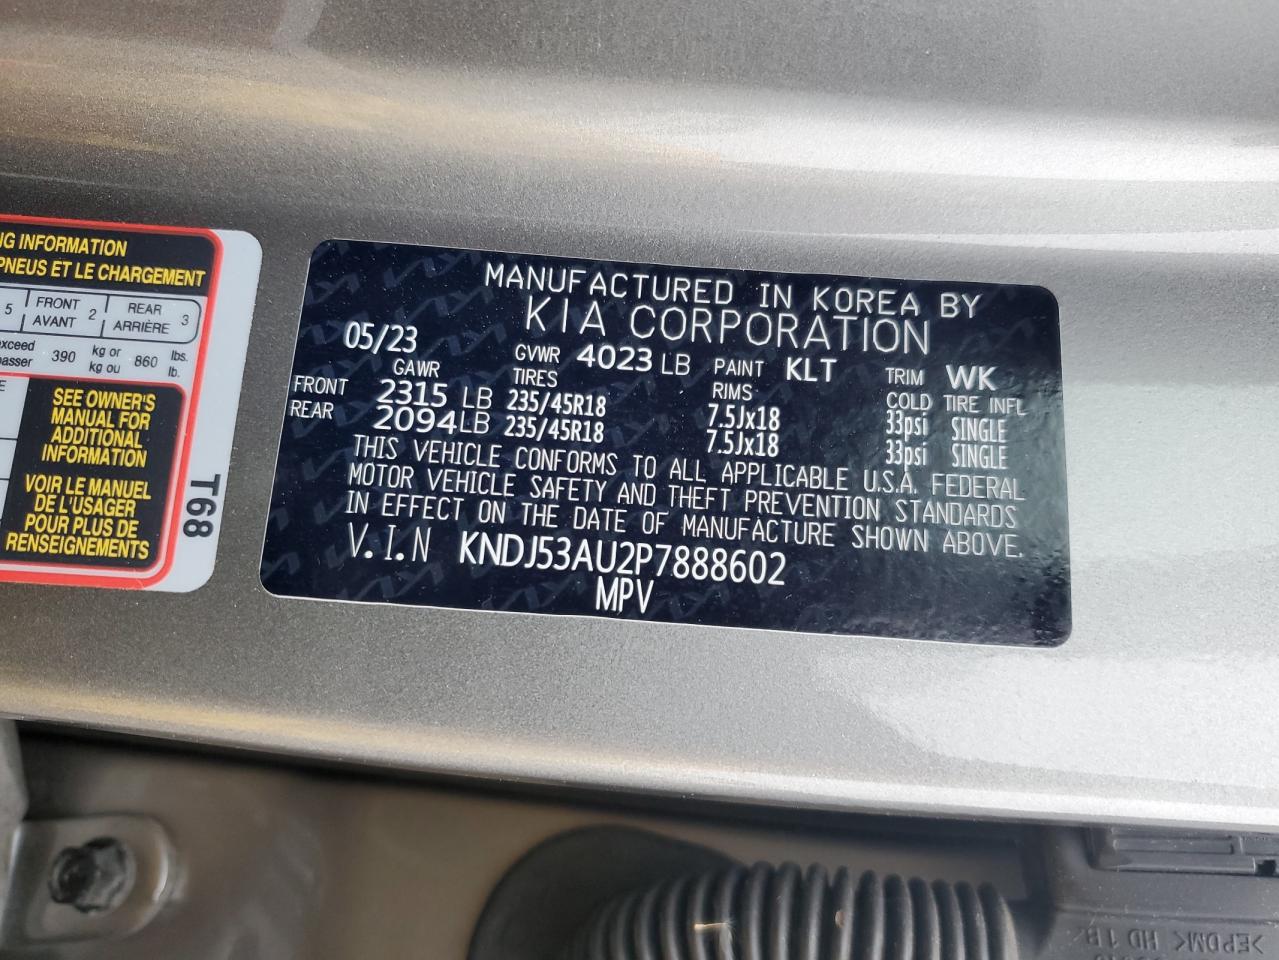 NG INFORMATION
PNEUS ET LE CHARGEMENT
5 FRONT AVANT 2 REAR ARRIÈRE 3
exceed 390 kg or kg ou 860 lbs. lb.
SEE OWNER'S
MANUAL FOR
ADDITIONAL
INFORMATION
VOIR LE MANUEL
DE L'USAGER
POUR PLUS DE
RENSEIGNEMENTS
T68
MANUFACTURED IN KOREA BY
KIA CORPORATION
05/23 GVWR 4023 LB PAINT KLT TRIM WK
GAWR TIRES RIMS COLD TIRE INFL
FRONT 2315 LB 235/45R18 7.5Jx18 33psi SINGLE
REAR 2094 LB 235/45R18 7.5Jx18 33psi SINGLE
THIS VEHICLE CONFORMS TO ALL APPLICABLE U.S.A. FEDERAL
MOTOR VEHICLE SAFETY AND THEFT PREVENTION STANDARDS
IN EFFECT ON THE DATE OF MANUFACTURE SHOWN ABOVE.
V.I.N KNDJ53AU2P7888602
MPV
>EPDM< HD 1B